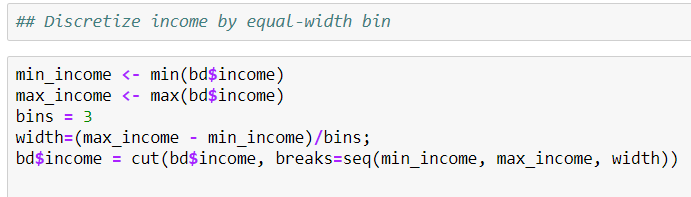 ## Discretize income by equal-width bin
min_income <- min(bd$income)
max_income <- max(bd$income)
bins = 3
width=(max_income - min_income)/bins;
bd$income = cut(bd$income, breaks=seq(min_income, max_income, width))